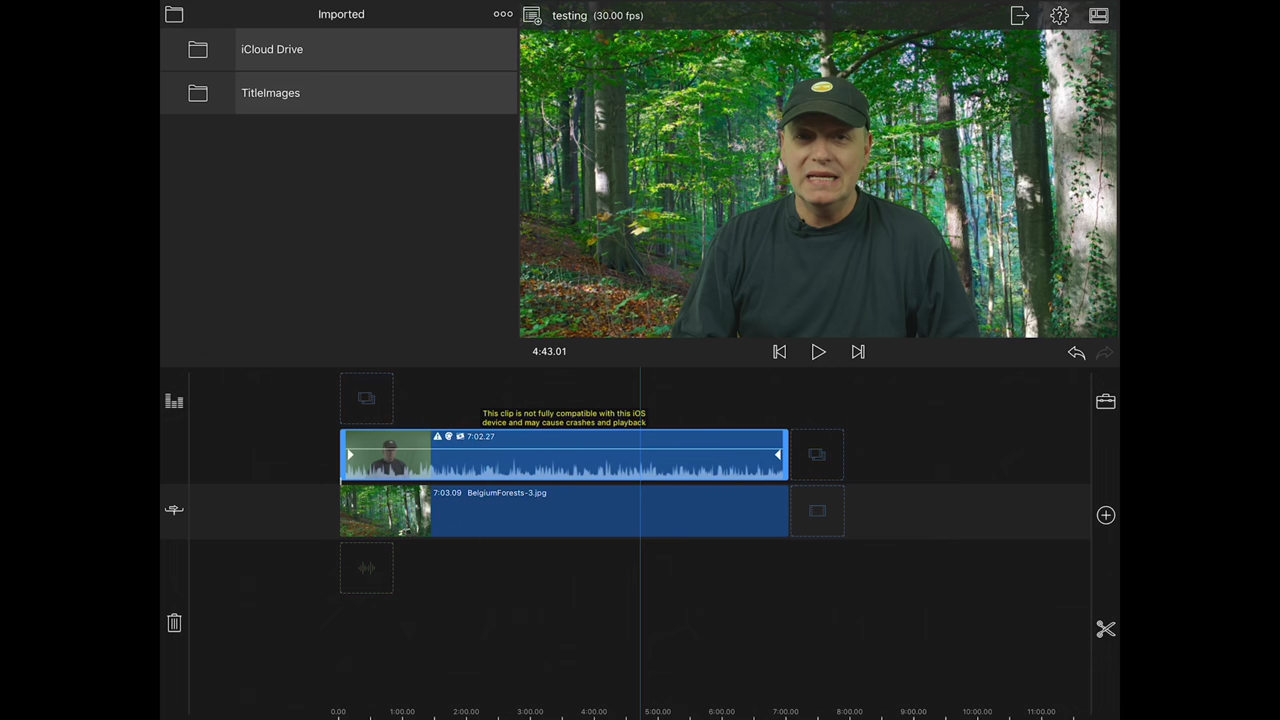 Imported
testing (30.00 fps)
iCloud Drive
TitleImages
4:43.01
This clip is not fully compatible with this iOS
device and may cause crashes and playback
7:02.27
7:03.09 BelgiumForests-3.jpg
0.00 1:00.00 2:00.00 3:00.00 4:00.00 5:00.00 6:00.00 7:00.00 8:00.00 9:00.00 10:00.00 11:00.00